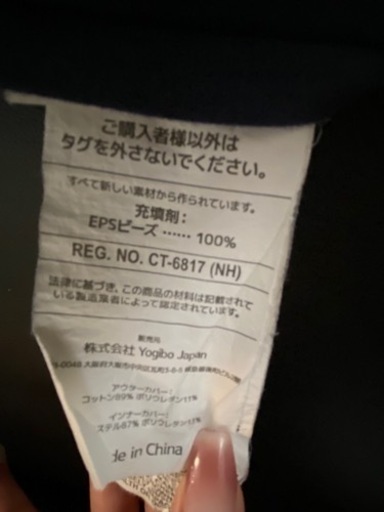 ご購入者様以外は
タグを外さないでください。
すべて新しい素材から作られています。
充填剤：
EPSビーズ …… 100%
REG. NO. CT-6817 (NH)
法律に基づき、この商品の材料は記載されて
いる製造業者によって認定されています。
販売元
株式会社 Yogibo Japan
アウターカバー：
コットン89% ポリウレタン11%
インナーカバー：
ステル87% ポリウレタン13%
de in China